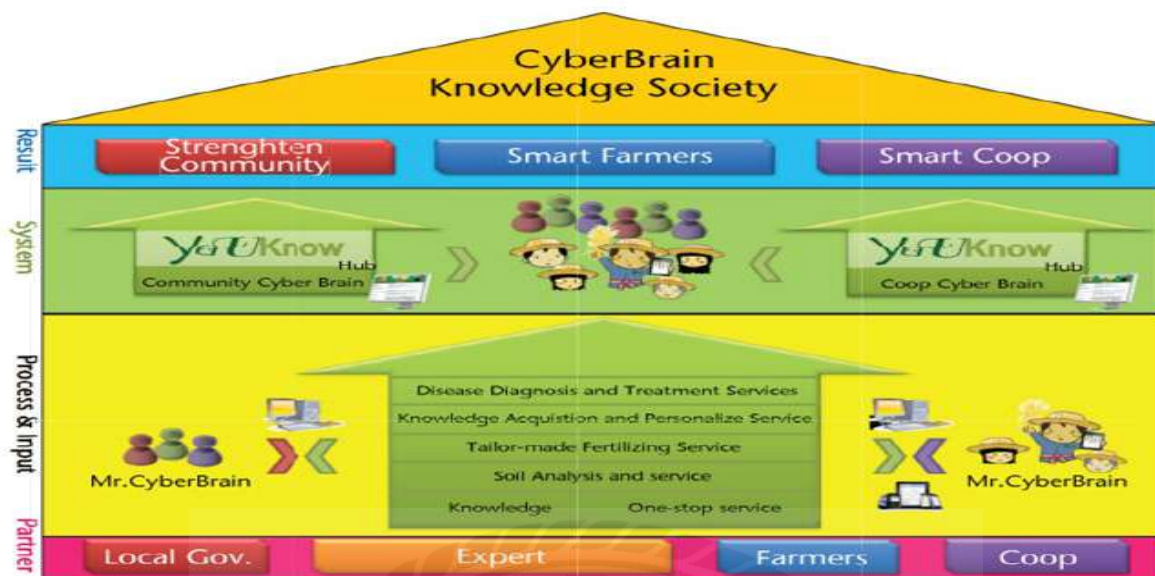 CyberBrain
Knowledge Society
Result
Strenghten
Community
Smart Farmers
Smart Coop
System
Know
Hub
Community Cyber Brain
Know
Hub
Coop Cyber Brain
Process & Input
Disease Diagnosis and Treatment Services
Knowledge Acquistion and Personalize Service
Tailor-made Fertilizing Service
Soil Analysis and service
Knowledge One-stop service
Mr.CyberBrain
Mr.CyberBrain
Partner
Local Gov.
Expert
Farmers
Coop